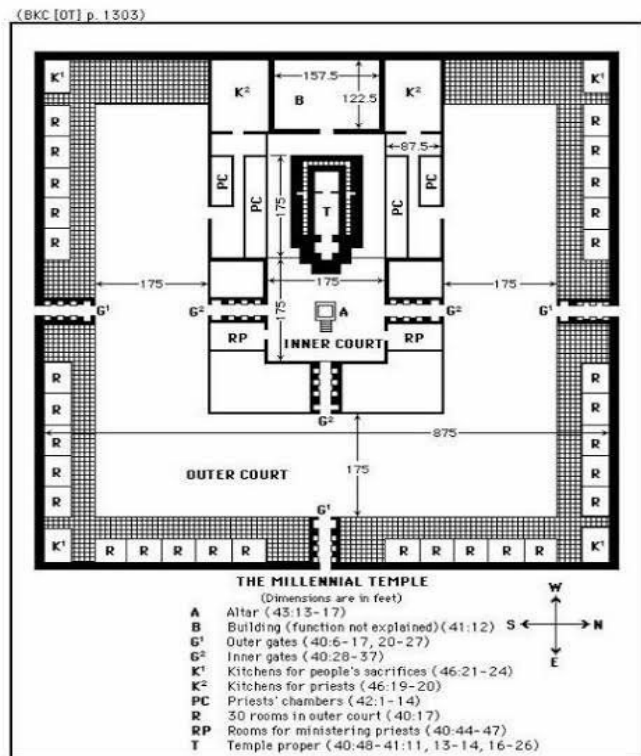 (BKC [OT] p. 1303)
K¹ K² 157.5 B 122.5 K² K¹
R R
R 87.5 R
R PC PC 175 T PC PC R
R R
R R
175 175 175
G¹ G² 175 A G² G¹
RP INNER COURT RP
R R
R G² R
R 875 R
R OUTER COURT 175 R
R G¹ R
K¹ R R R R R R R R R R K¹
THE MILLENNIAL TEMPLE
(Dimensions are in feet)
A Altar (43:13-17)
B Building (function not explained) (41:12)
G¹ Outer gates (40:6-17, 20-27)
G² Inner gates (40:28-37)
K¹ Kitchens for people's sacrifices (46:21-24)
K² Kitchens for priests (46:19-20)
PC Priests' chambers (42:1-14)
R 30 rooms in outer court (40:17)
RP Rooms for ministering priests (40:44-47)
T Temple proper (40:48-41:11, 13-14, 16-26)
W
S N
E